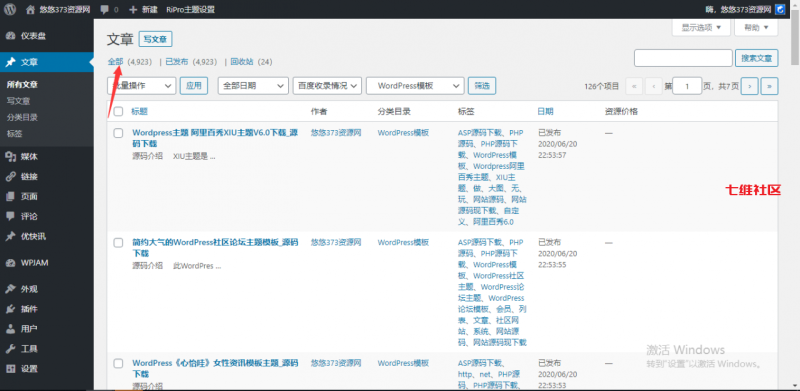 悠悠373资源网 0 新建 RiPro主题设置 嗨，悠悠373资源网
仪表盘
文章
所有文章
写文章
分类目录
标签
媒体
链接
页面
评论
优快讯
WPJAM
外观
插件
用户
工具
设置
显示选项 帮助
文章 写文章
全部 (4,923) | 已发布 (4,923) | 回收站 (24)
搜索文章
批量操作 应用 全部日期 百度收录情况 WordPress模板 筛选 126个项目 « ‹ 第 1 页，共7页 › »
标题 作者 分类目录 标签 日期 资源价格
Wordpress主题 阿里百秀XIU主题V6.0下载_源
码下载
源码介绍 XIU主题是 ...
悠悠373资源网
WordPress模板
ASP源码下载、PHP
源码、PHP源码下
载、WordPress模
板、Wordpress阿里
百秀主题、XIU主
题、做、大图、无、
玩、网站源码、网站
源码现下载、自定
义、阿里百秀6.0
已发布
2020/06/20
22:53:57
—
七维社区
简约大气的WordPress社区论坛主题模板_源码
下载
源码介绍 此WordPres ...
悠悠373资源网
WordPress模板
ASP源码下载、PHP
源码、PHP源码下
载、WordPress模
板、WordPress社区
主题、WordPress论
坛主题、WordPress
论坛模板、会员、列
表、文章、社区网
站、系统、网站源
码、网站源码现下载
已发布
2020/06/20
22:53:55
—
WordPress《心恰哇》女性资讯模板主题_源码
下载
源码介绍
悠悠373资源网
WordPress模板
ASP源码下载、
http、net、PHP源
码、PHP源码下载、
已发布
2020/06/20
22:53:53
—
激活 Windows
转到"设置"以激活 Windows。